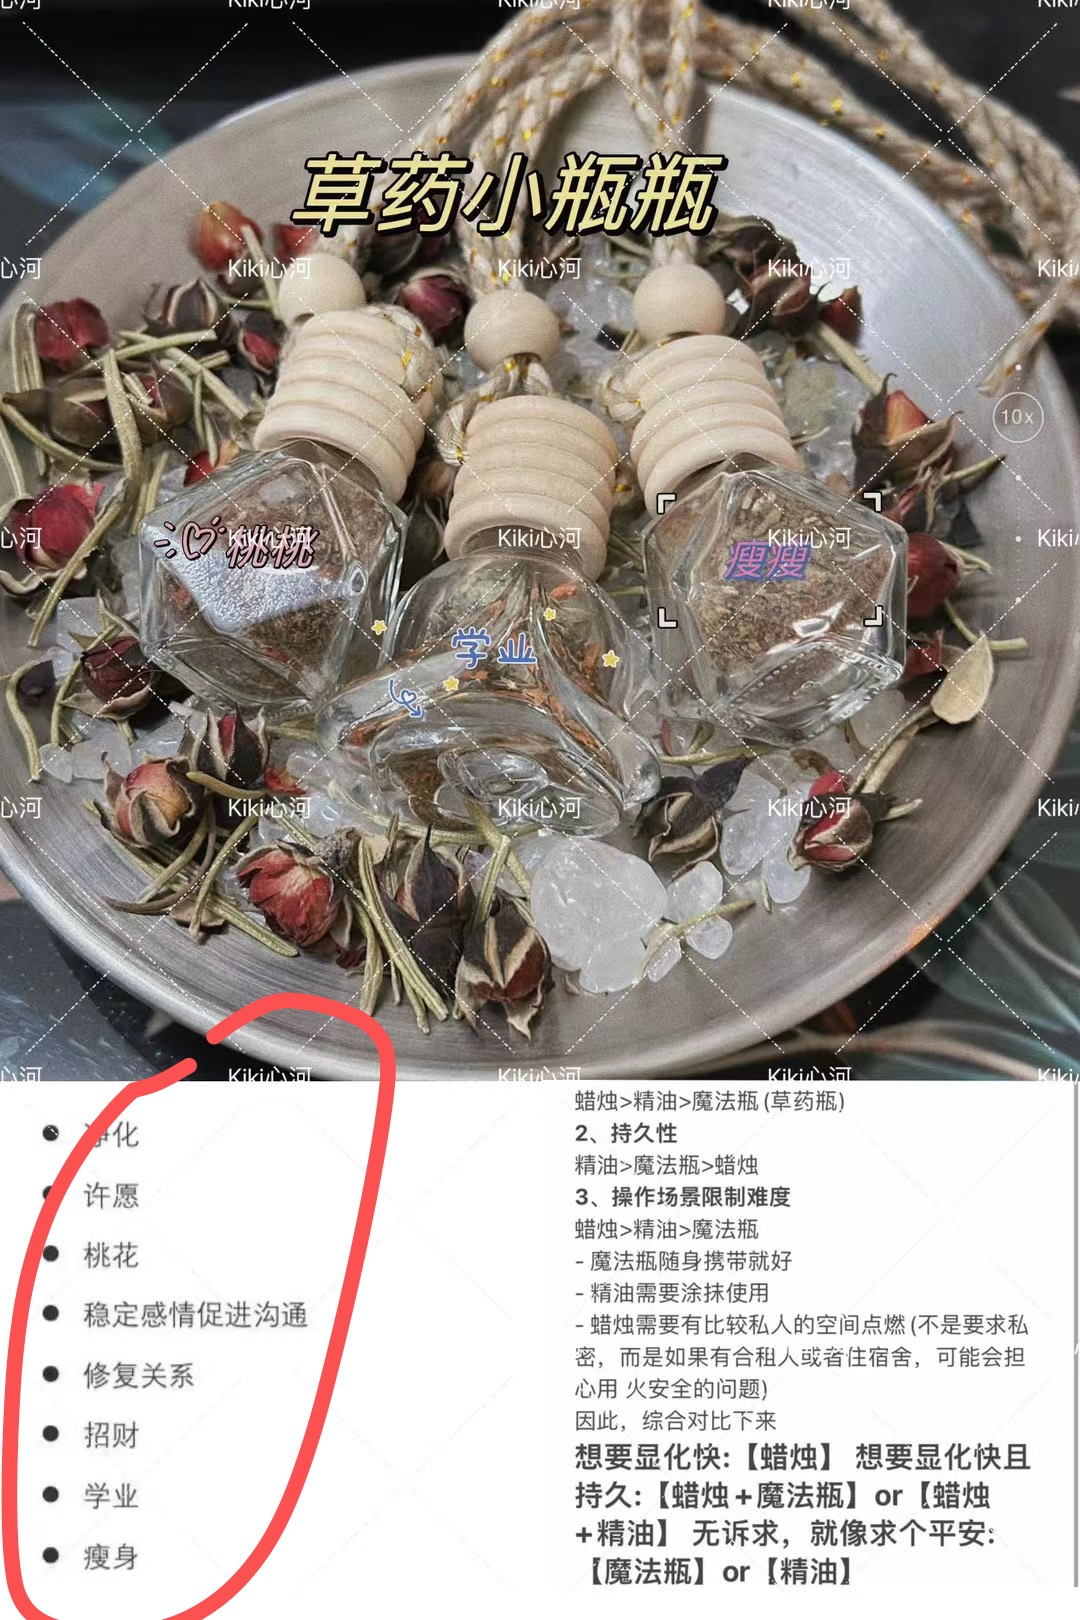 Kiki心河
草药小瓶瓶
桃桃
学业
瘦瘦
10x
净化
许愿
桃花
稳定感情促进沟通
修复关系
招财
学业
瘦身
蜡烛>精油>魔法瓶(草药瓶)
2、持久性
精油>魔法瓶>蜡烛
3、操作场景限制难度
蜡烛>精油>魔法瓶
- 魔法瓶随身携带就好
- 精油需要涂抹使用
- 蜡烛需要有比较私人的空间点燃(不是要求私
密，而是如果有合租人或者住宿舍，可能会担
心用 火安全的问题)
因此，综合对比下来
想要显化快:【蜡烛】 想要显化快且
持久:【蜡烛+魔法瓶】or【蜡烛
+精油】 无诉求，就像求个平安:
【魔法瓶】or【精油】